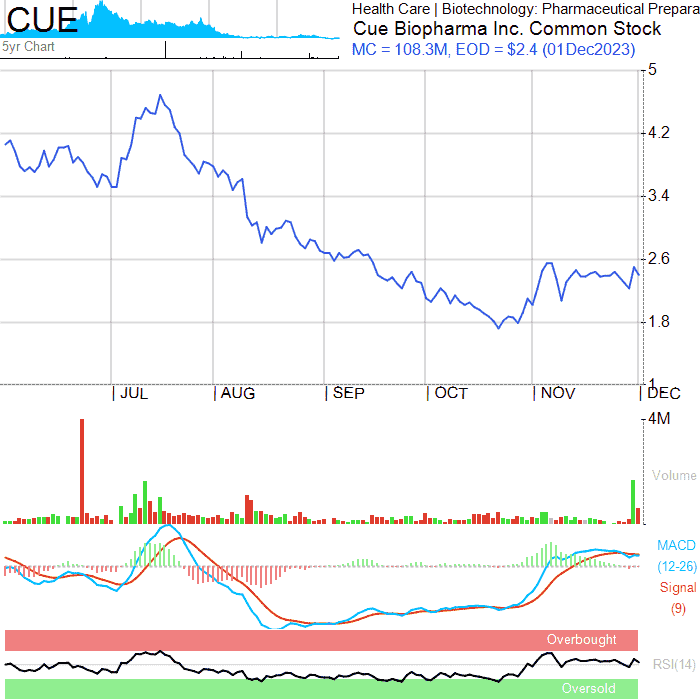 CUE
Health Care | Biotechnology: Pharmaceutical Prepara
Cue Biopharma Inc. Common Stock
5yr Chart
MC = 108.3M, EOD = $2.4 (01Dec2023)
5
4.2
3.4
2.6
1.8
1
JUL AUG SEP OCT NOV DEC
4M
Volume
MACD
(12-26)
Signal
(9)
Overbought
RSI(14)
Oversold